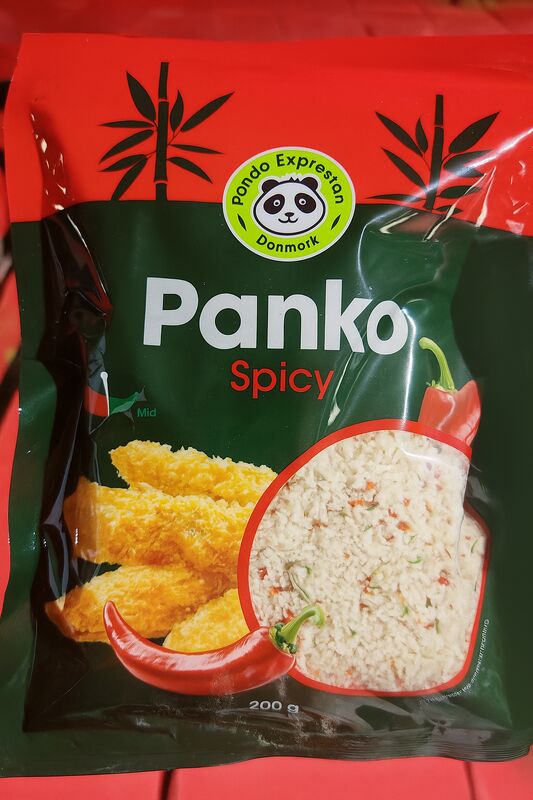 Pondo Exprestan
Donmork
Panko
Spicy
Mid
200 g